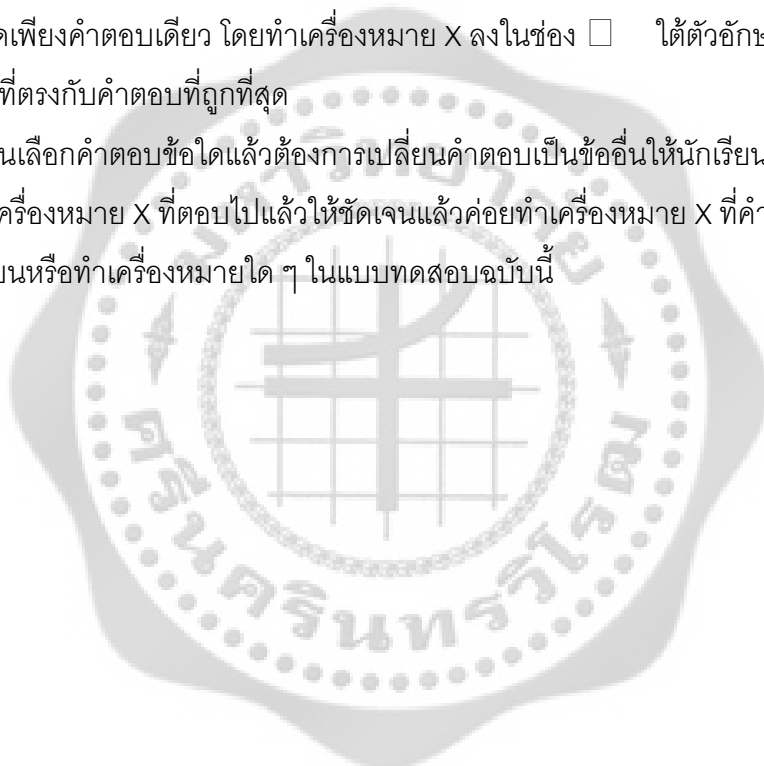 ดเพียงคำตอบเดียว โดยทำเครื่องหมาย X ลงในช่อง □ ใต้ตัวอักษ
ที่ตรงกับคำตอบที่ถูกที่สุด
นเลือกคำตอบข้อใดแล้วต้องการเปลี่ยนคำตอบเป็นข้ออื่นให้นักเรียน
ครื่องหมาย X ที่ตอบไปแล้วให้ชัดเจนแล้วค่อยทำเครื่องหมาย X ที่คำ
ยนหรือทำเครื่องหมายใด ๆ ในแบบทดสอบฉบับนี้
มหาวิทยาลัย
ศรีนครินทรวิโรฒ